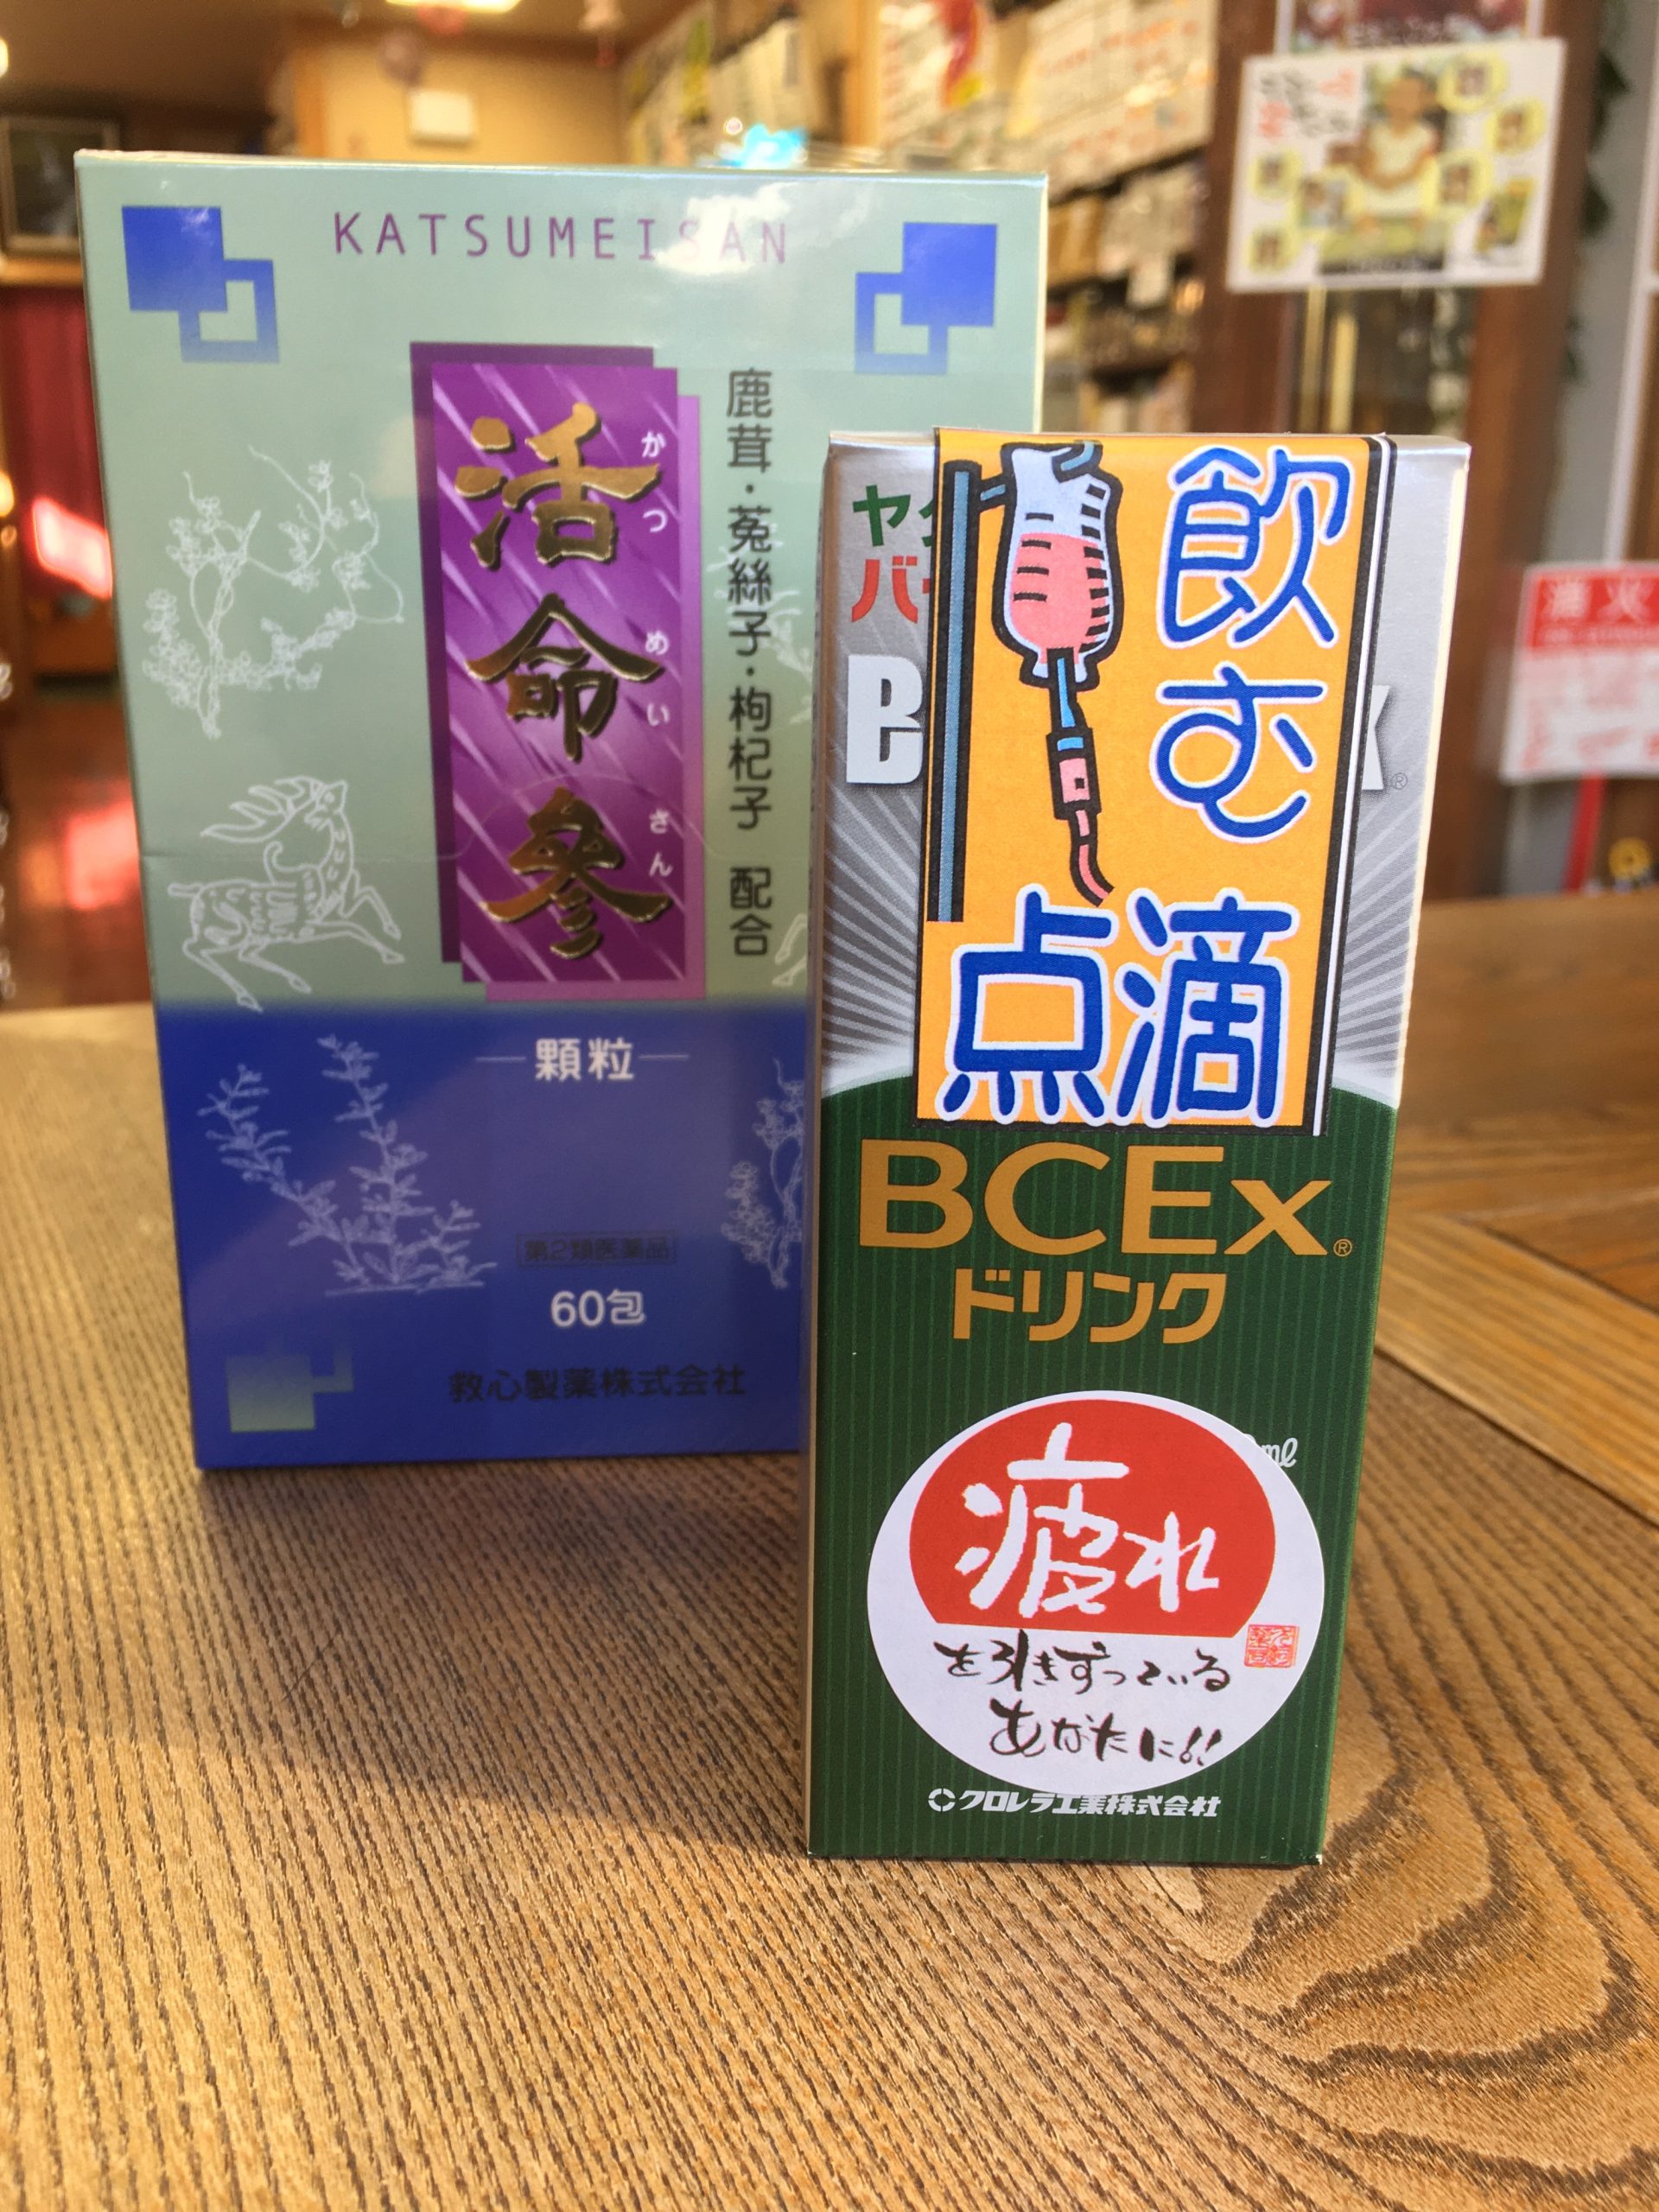 KATSUMEISAN
活命參
かつめいさん
鹿茸・菟絲子・枸杞子 配合
顆粒
第2類医薬品
60包
救心製薬株式会社
飲む
点滴
BCEx®
ドリンク
疲れ
を引きずっている
あなたに!!
クロレラ工業株式会社
消火